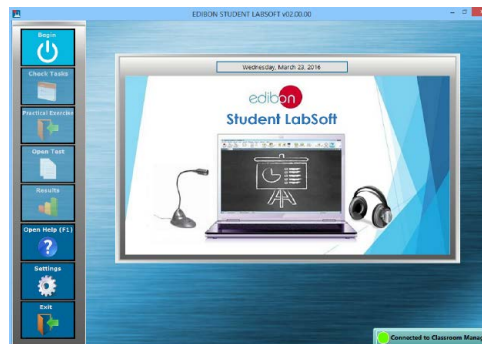 EDIBON STUDENT LABSOFT v02.00.00
Begin
Check Tasks
Practical Exercise
Open Test
Results
Open Help (F1)
Settings
Exit
Wednesday, March 23, 2016
edibon
Student LabSoft
Connected to Classroom Manag